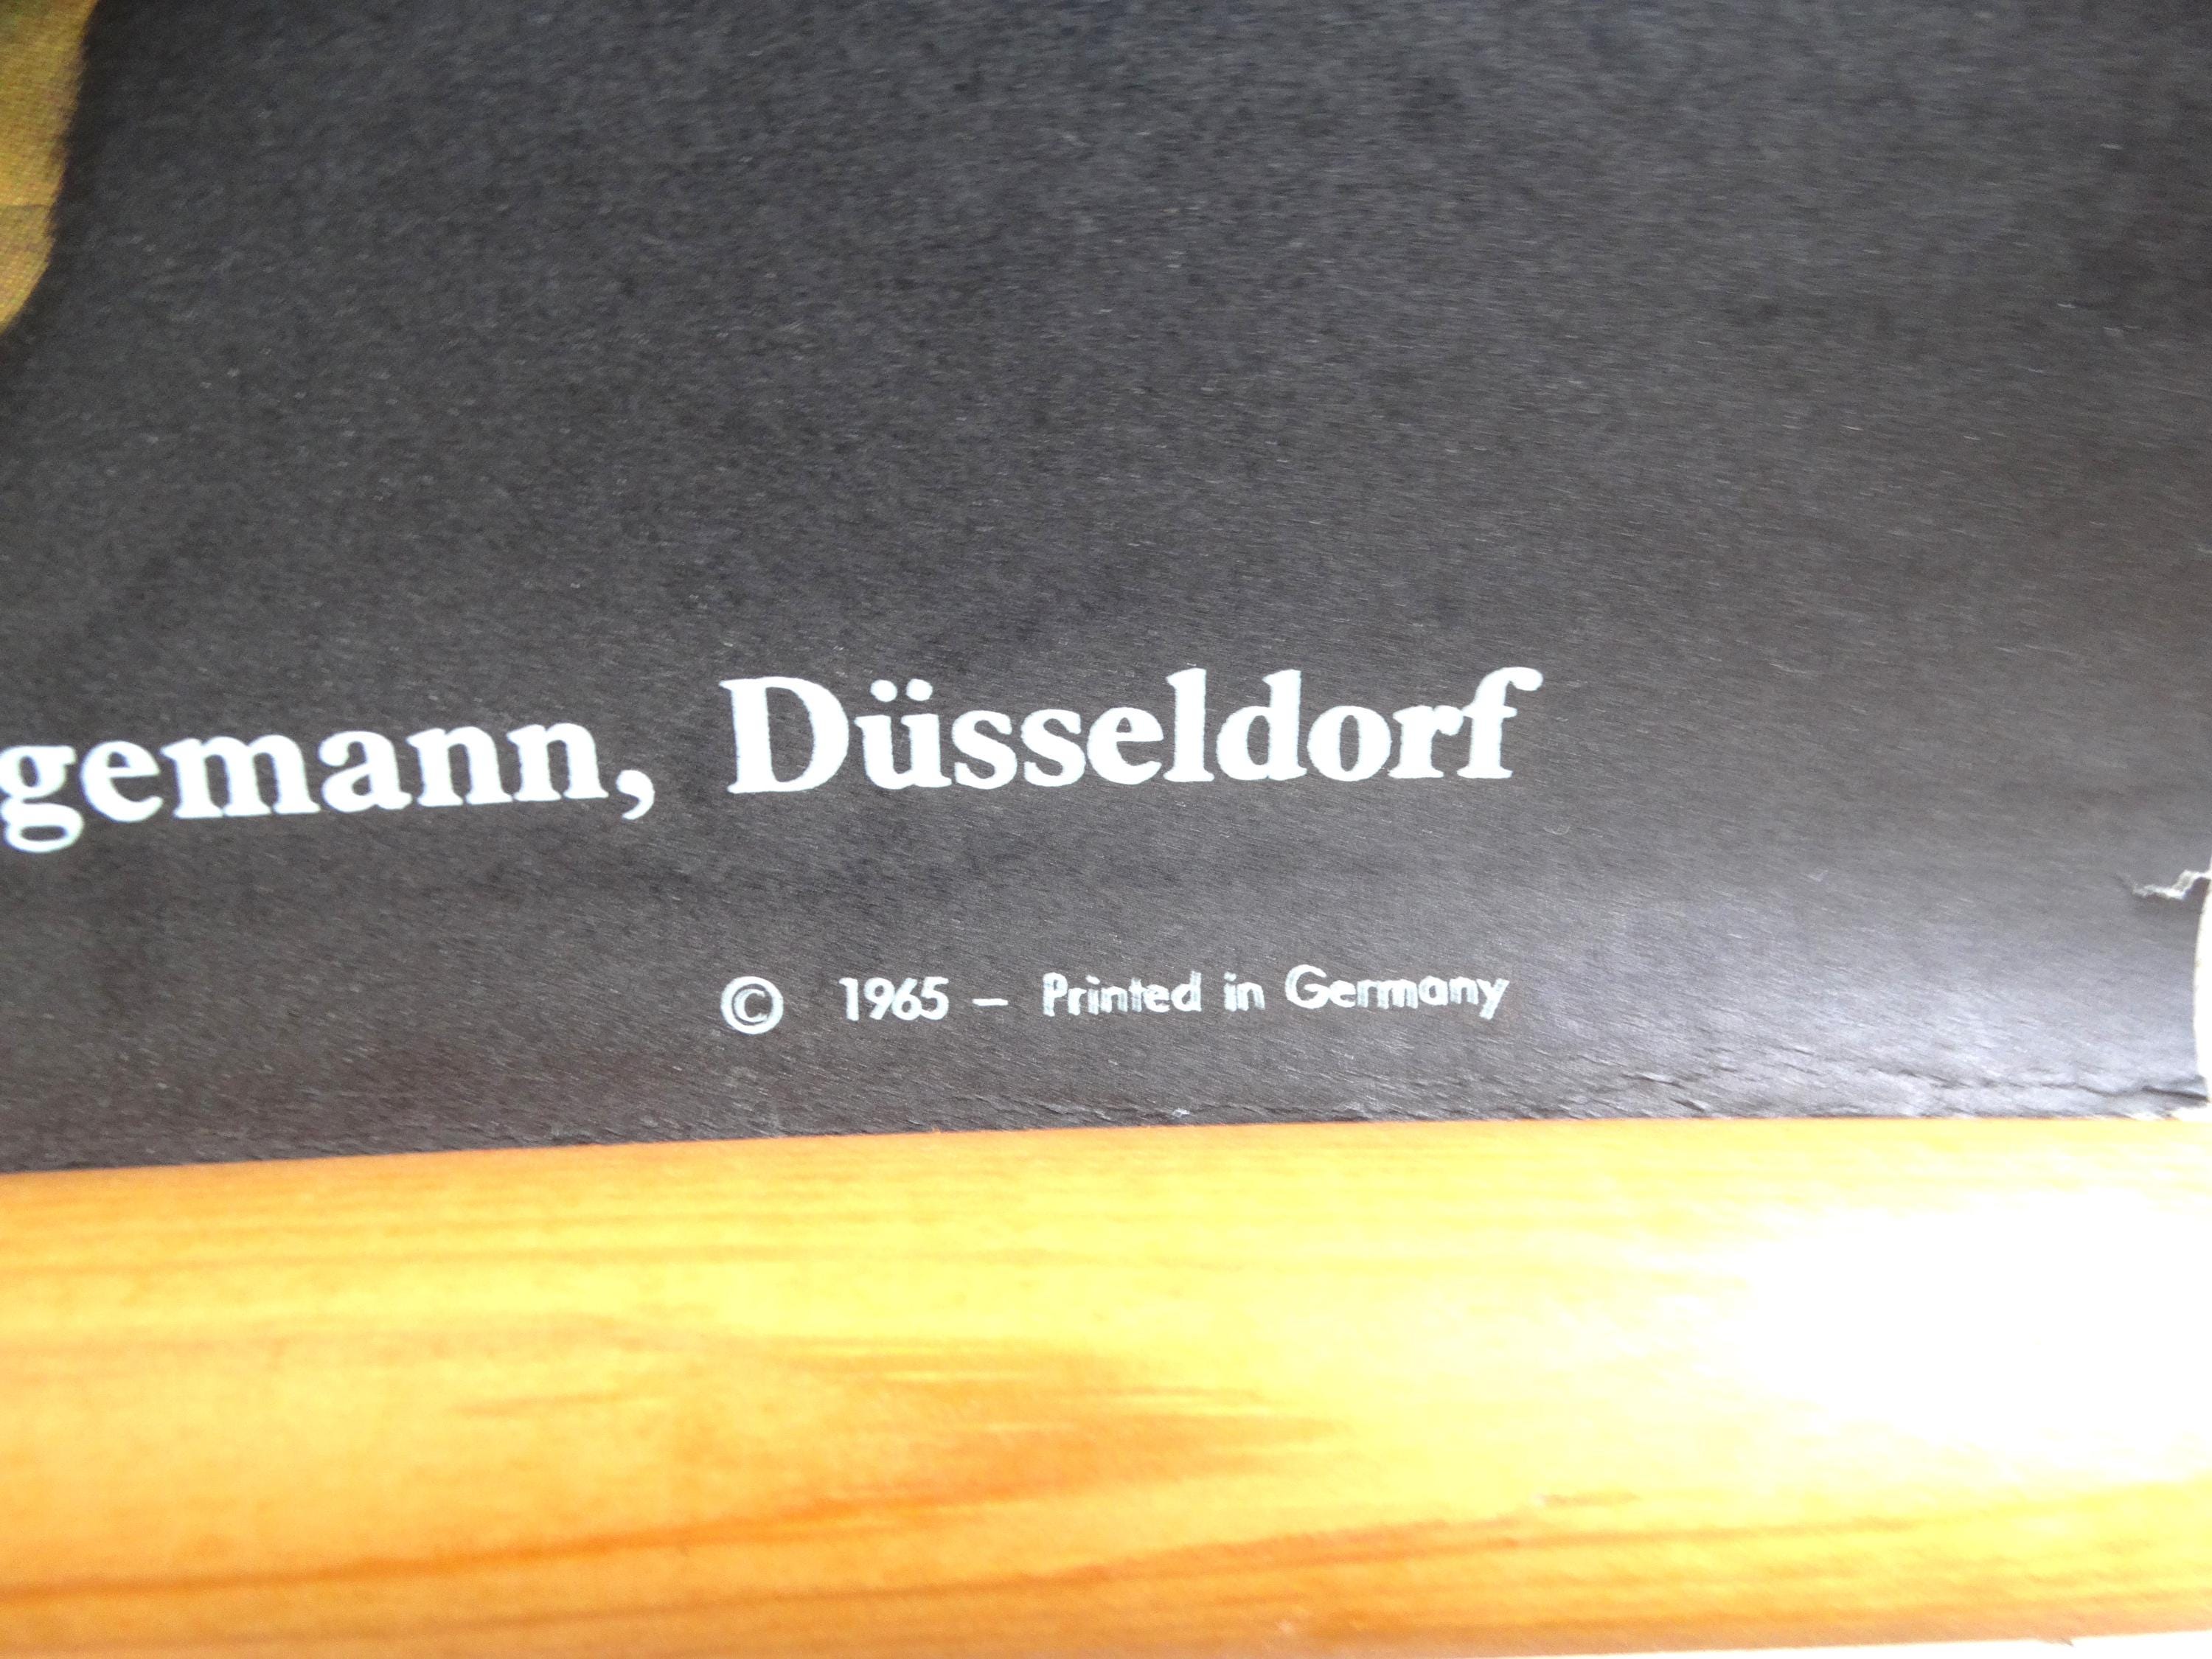 gemann, Düsseldorf
© 1965 – Printed in Germany